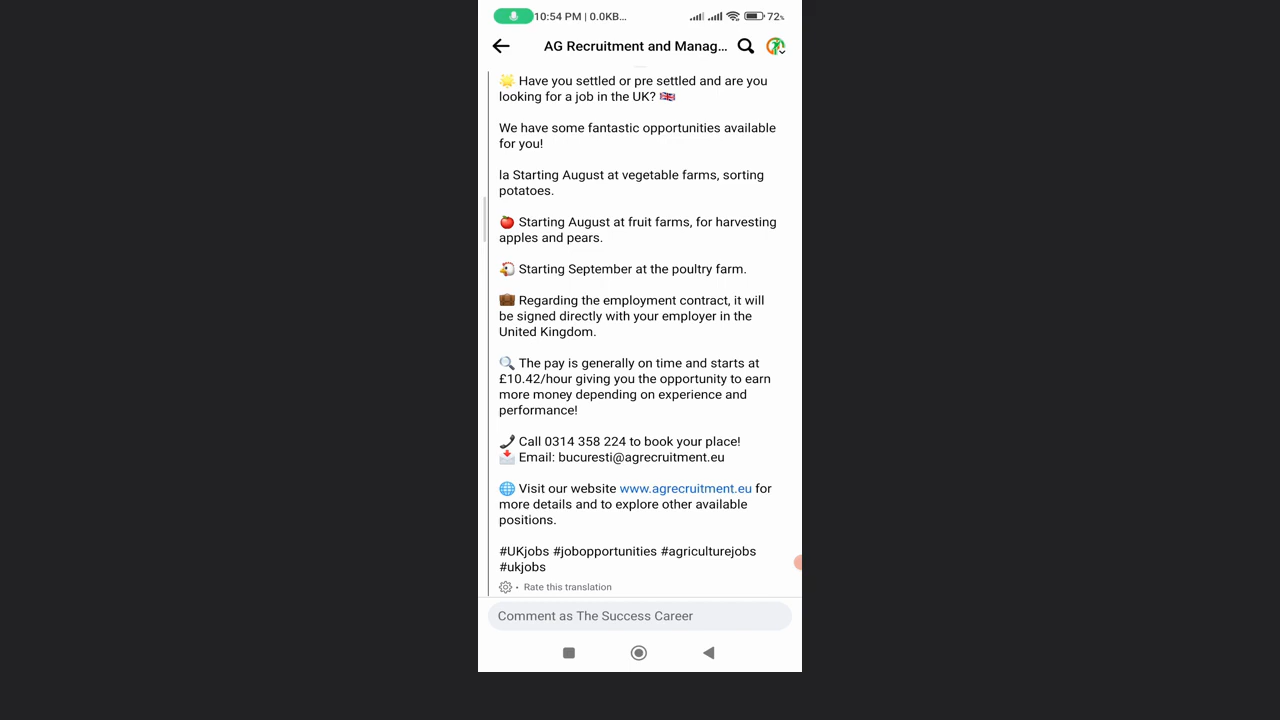 10:54 PM | 0.0KB...
72%
AG Recruitment and Manag...
🌟 Have you settled or pre settled and are you
looking for a job in the UK? 🇬🇧
We have some fantastic opportunities available
for you!
la Starting August at vegetable farms, sorting
potatoes.
🍎 Starting August at fruit farms, for harvesting
apples and pears.
🐔 Starting September at the poultry farm.
💼 Regarding the employment contract, it will
be signed directly with your employer in the
United Kingdom.
🔍 The pay is generally on time and starts at
£10.42/hour giving you the opportunity to earn
more money depending on experience and
performance!
📞 Call 0314 358 224 to book your place!
📩 Email: bucuresti@agrecruitment.eu
🌐 Visit our website www.agrecruitment.eu for
more details and to explore other available
positions.
#UKjobs #jobopportunities #agriculturejobs
#ukjobs
• Rate this translation
Comment as The Success Career